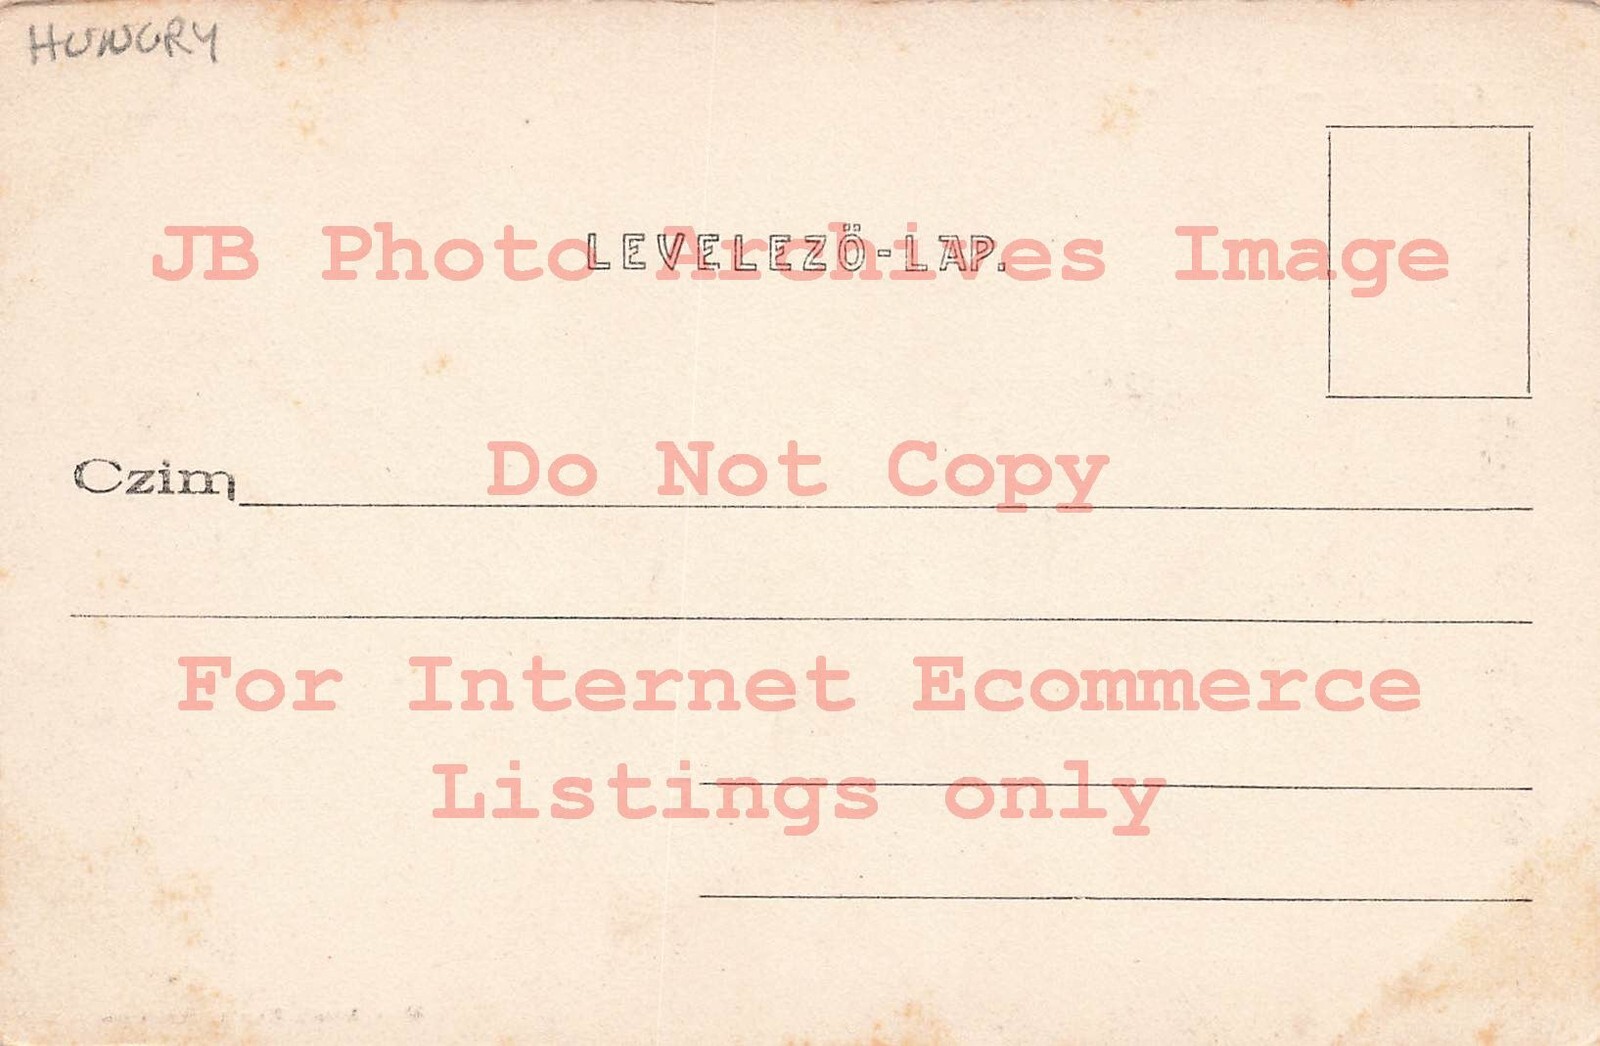 HUNGRY
LEVELEZŐ-LAP.
JB Photo Archives Image
Czim
Do Not Copy
For Internet Ecommerce
Listings only